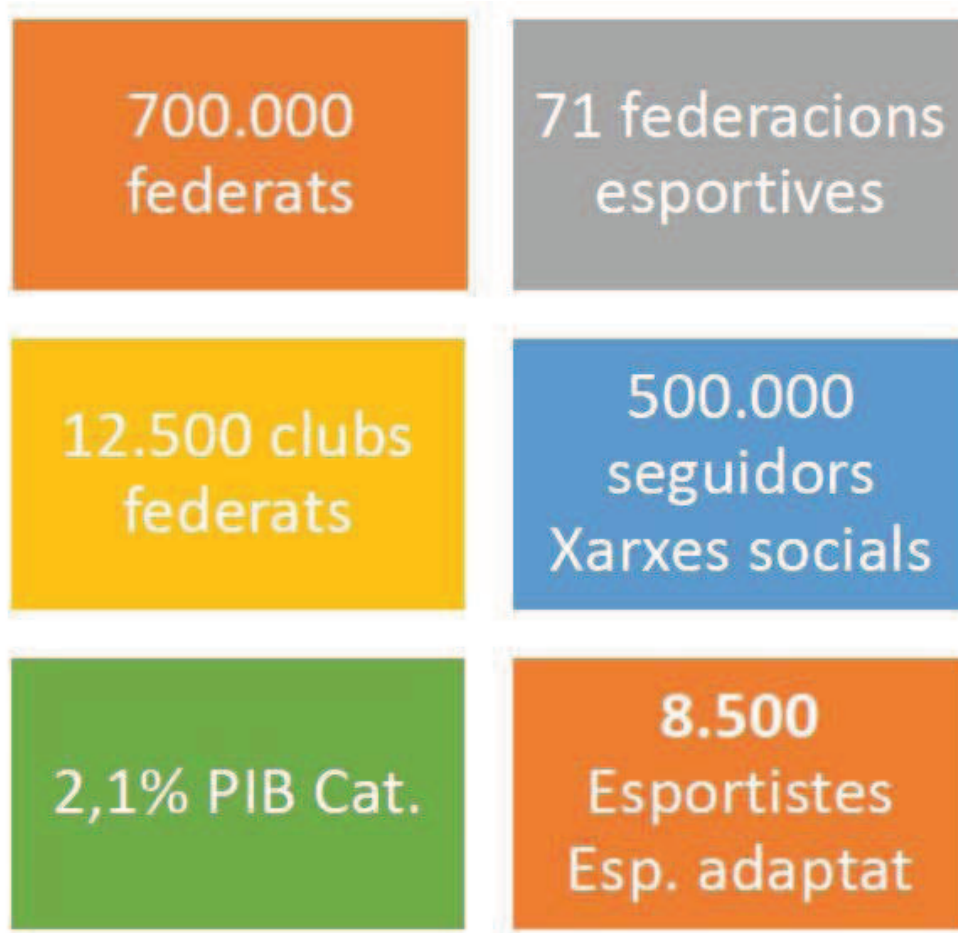 700.000
federats
71 federacions
esportives
12.500 clubs
federats
500.000
seguidors
Xarxes socials
2,1% PIB Cat.
8.500
Esportistes
Esp. adaptat